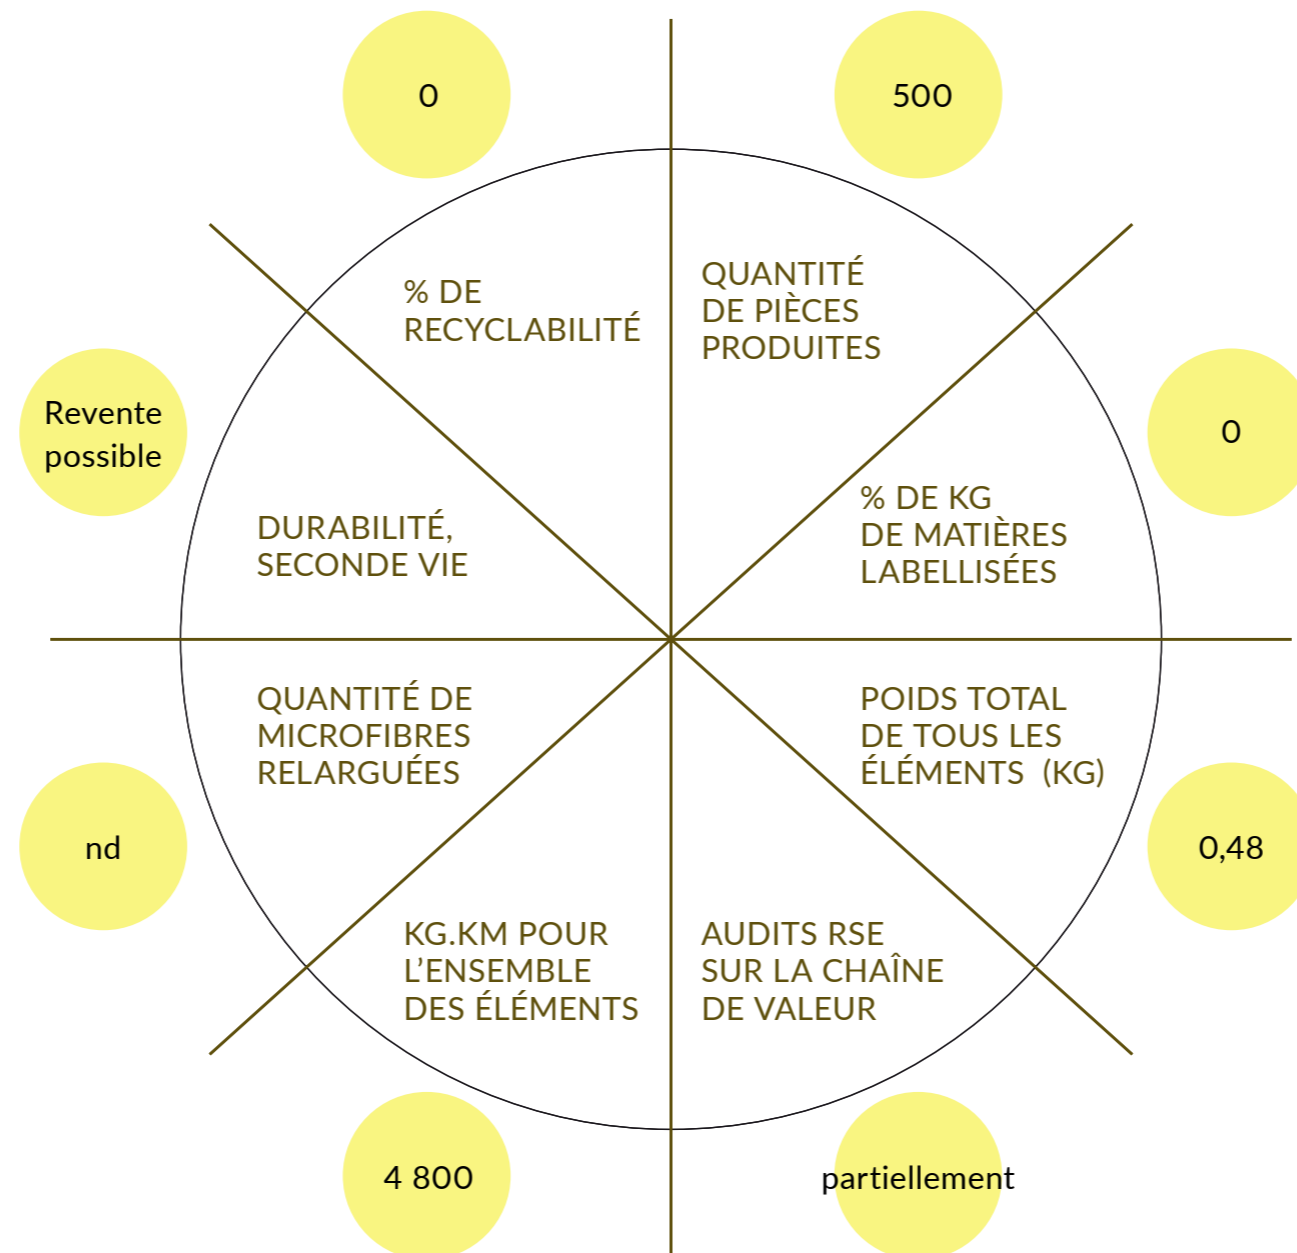 0
500
% DE
RECYCLABILITÉ
QUANTITÉ
DE PIÈCES
PRODUITES
Revente
possible
0
DURABILITÉ,
SECONDE VIE
% DE KG
DE MATIÈRES
LABELLISÉES
QUANTITÉ DE
MICROFIBRES
RELARGUÉES
POIDS TOTAL
DE TOUS LES
ÉLÉMENTS (KG)
nd
0,48
KG.KM POUR
L’ENSEMBLE
DES ÉLÉMENTS
AUDITS RSE
SUR LA CHAÎNE
DE VALEUR
4 800
partiellement